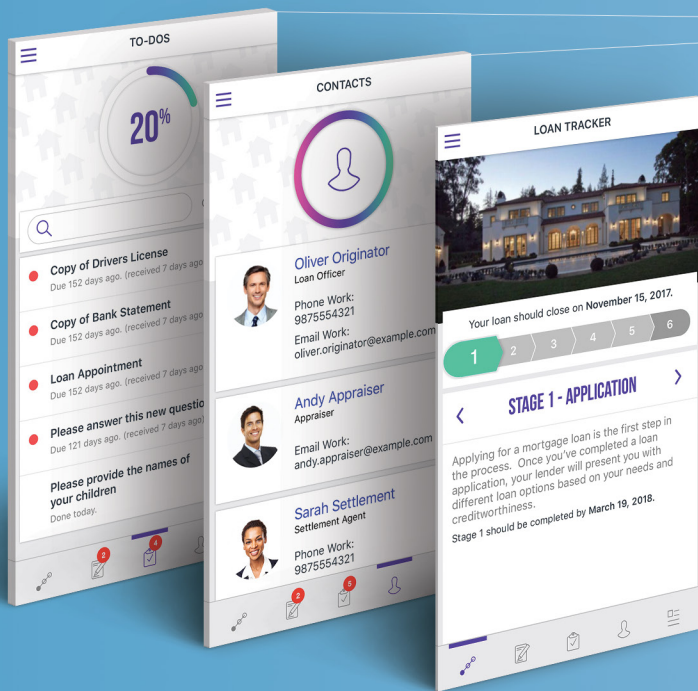 TO-DOS
20%
Copy of Drivers License
Due 152 days ago. (received 7 days ago
Copy of Bank Statement
Due 152 days ago. (received 7 days ago
Loan Appointment
Due 152 days ago. (received 7 days ago
Please answer this new questio
Due 121 days ago. (received 7 days ago)
Please provide the names of
your children
Done today.
2
4
CONTACTS
Oliver Originator
Loan Officer
Phone Work:
9875554321
Email Work:
oliver.originator@example.com
Andy Appraiser
Appraiser
Email Work:
andy.appraiser@example.com
Sarah Settlement
Settlement Agent
Phone Work:
9875554321
2
5
LOAN TRACKER
Your loan should close on November 15, 2017.
1 2 3 4 5 6
STAGE 1 - APPLICATION
Applying for a mortgage loan is the first step in
the process. Once you've completed a loan
application, your lender will present you with
different loan options based on your needs and
creditworthiness.
Stage 1 should be completed by March 19, 2018.